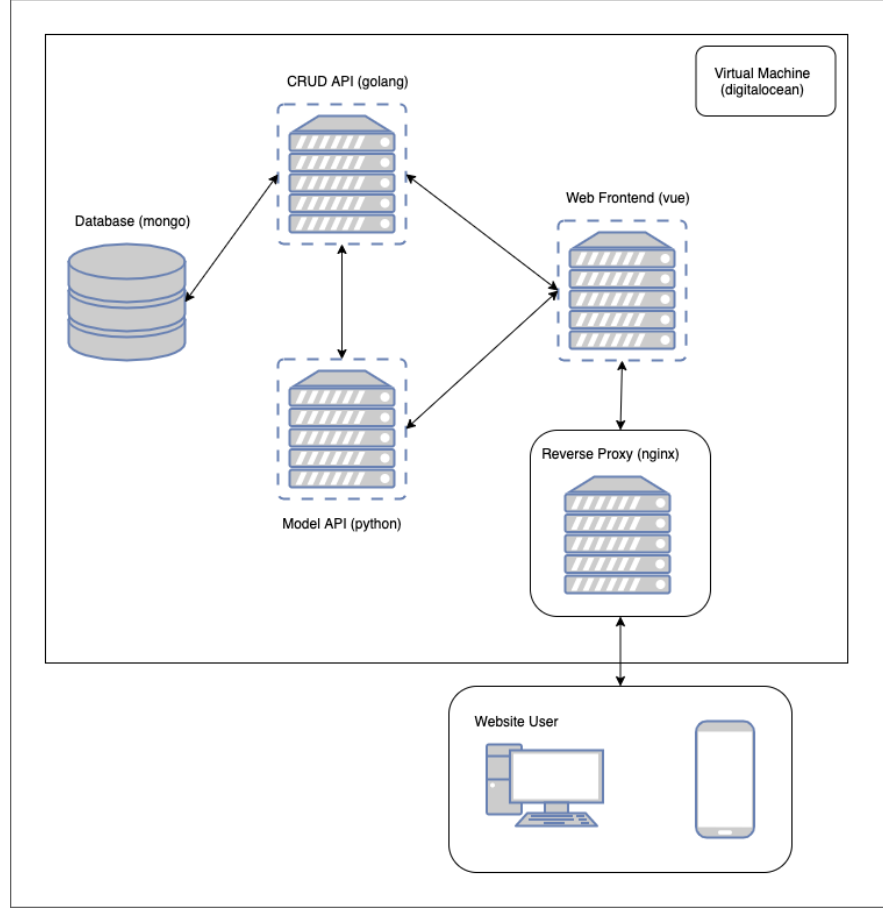 CRUD API (golang)
Virtual Machine
(digitalocean)
Database (mongo)
Web Frontend (vue)
Reverse Proxy (nginx)
Model API (python)
Website User